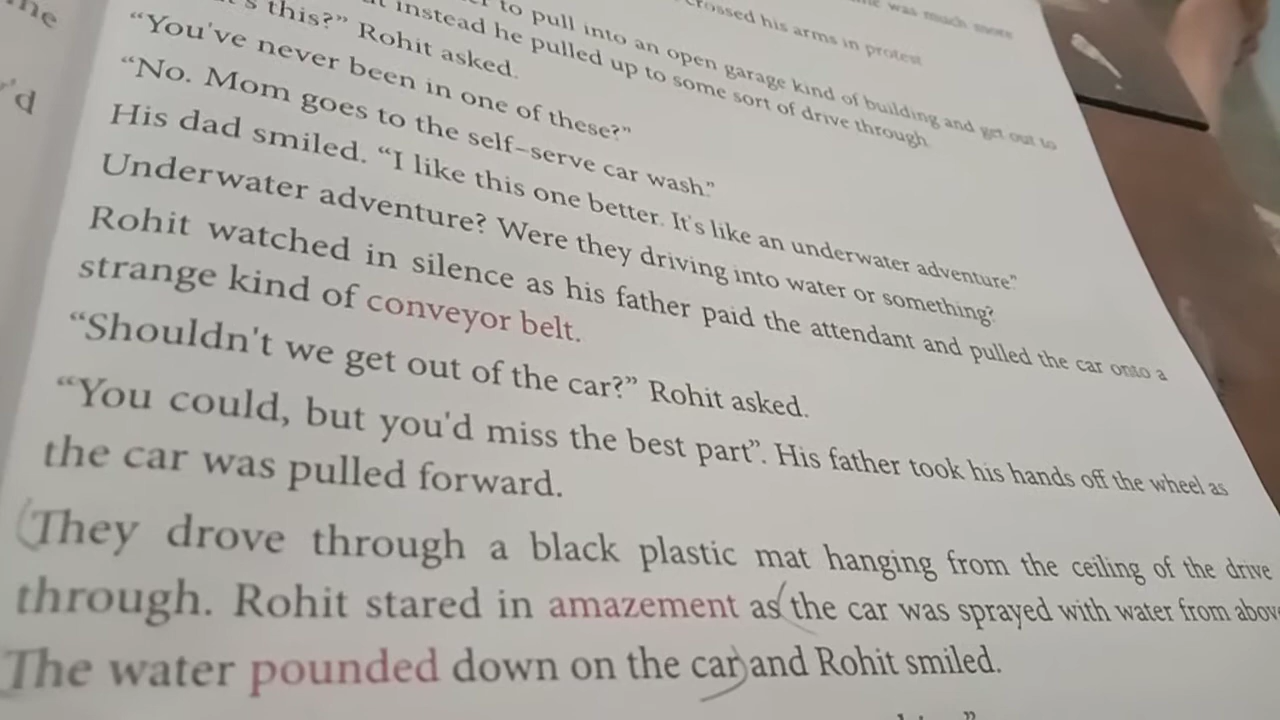 was much more
crossed his arms in protest
to pull into an open garage kind of building and get out to
instead he pulled up to some sort of drive through.
this?” Rohit asked.
“You've never been in one of these?”
“No. Mom goes to the self-serve car wash.”
His dad smiled. “I like this one better. It's like an underwater adventure.”
Underwater adventure? Were they driving into water or something?
Rohit watched in silence as his father paid the attendant and pulled the car onto a
strange kind of conveyor belt.
“Shouldn't we get out of the car?” Rohit asked.
“You could, but you'd miss the best part”. His father took his hands off the wheel as
the car was pulled forward.
They drove through a black plastic mat hanging from the ceiling of the drive
through. Rohit stared in amazement as the car was sprayed with water from
The water pounded down on the car and Rohit smiled.